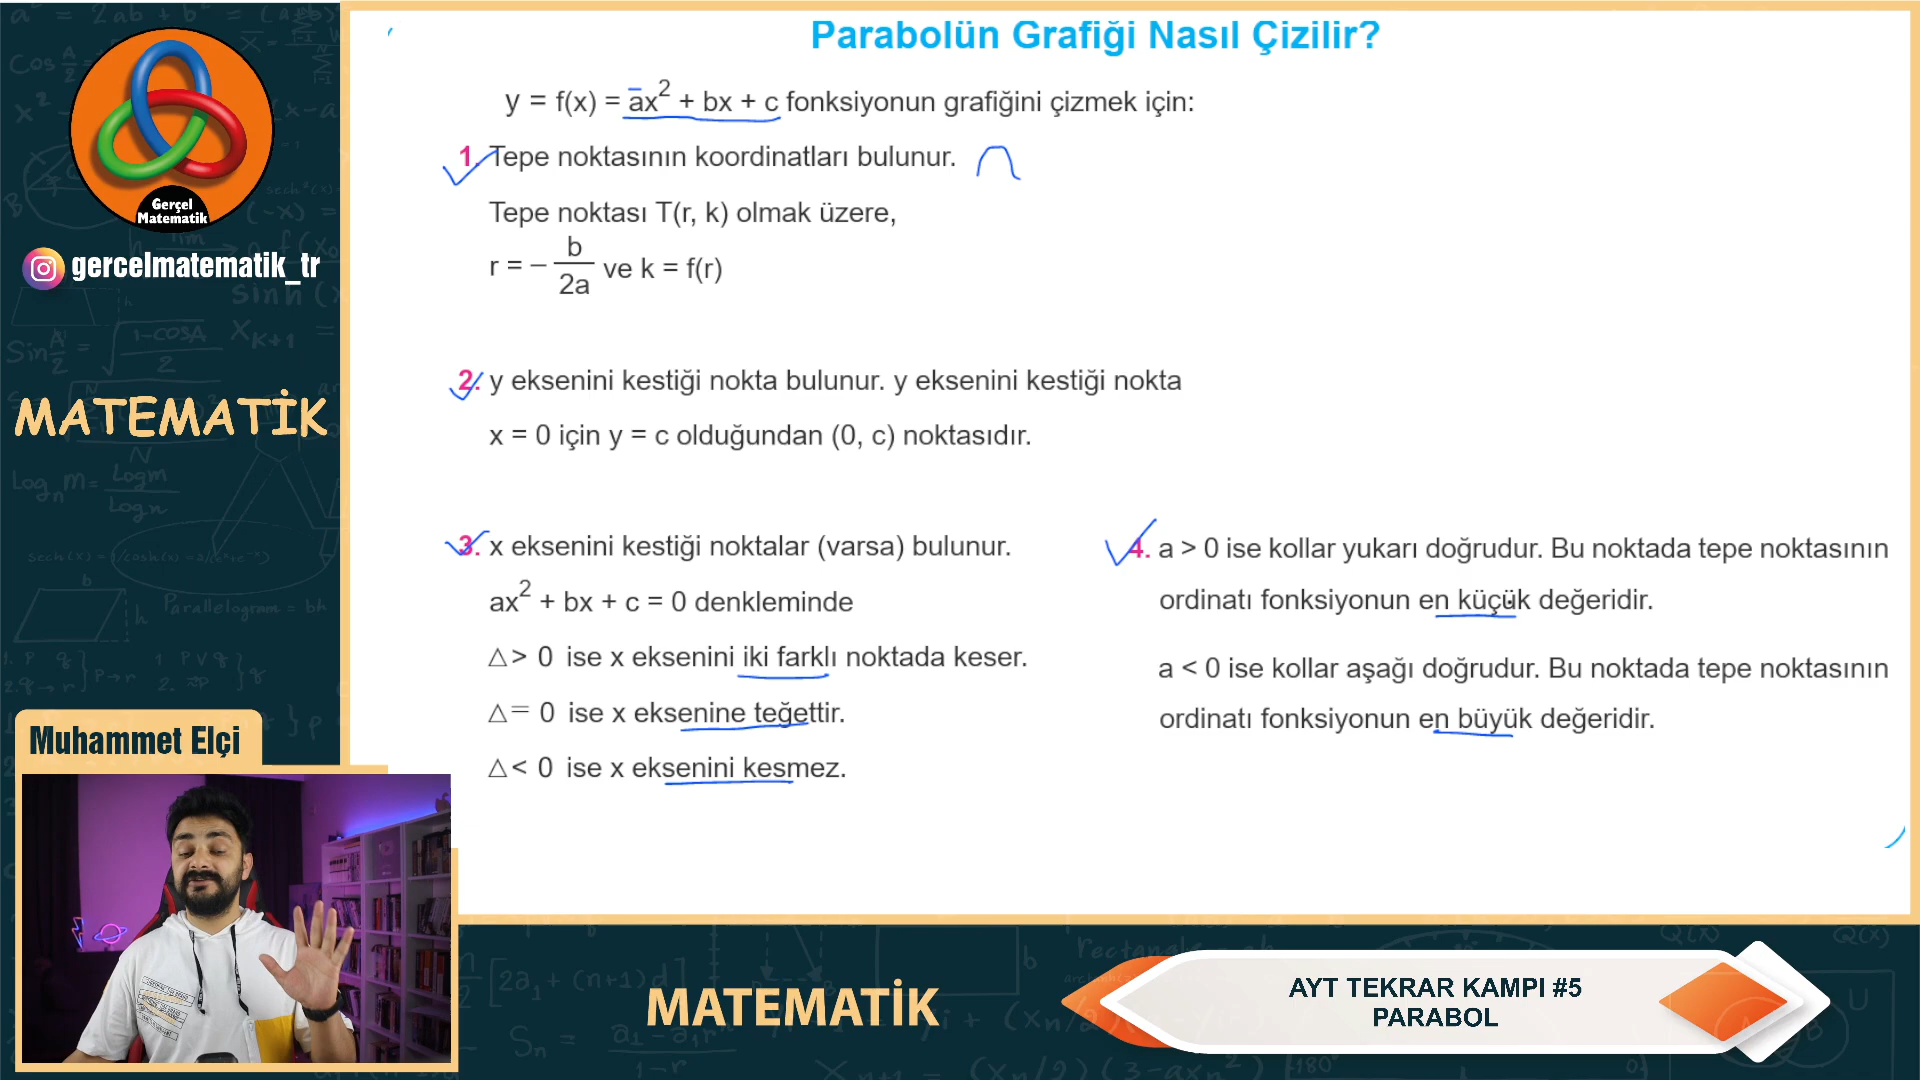 Parabolün Grafiği Nasıl Çizilir?
y = f(x) = ax² + bx + c fonksiyonun grafiğini çizmek için:
1. Tepe noktasının koordinatları bulunur.
Tepe noktası T(r, k) olmak üzere,
r = − b/2a ve k = f(r)
2. y eksenini kestiği nokta bulunur. y eksenini kestiği nokta
x = 0 için y = c olduğundan (0, c) noktasıdır.
3. x eksenini kestiği noktalar (varsa) bulunur.
ax² + bx + c = 0 denkleminde
△> 0 ise x eksenini iki farklı noktada keser.
△= 0 ise x eksenine teğettir.
△< 0 ise x eksenini kesmez.
4. a > 0 ise kollar yukarı doğrudur. Bu noktada tepe noktasının
ordinatı fonksiyonun en küçük değeridir.
a < 0 ise kollar aşağı doğrudur. Bu noktada tepe noktasının
ordinatı fonksiyonun en büyük değeridir.
Gerçel
Matematik
gercelmatematik_tr
MATEMATİK
Muhammet Elçi
MATEMATİK
AYT TEKRAR KAMPI #5
PARABOL